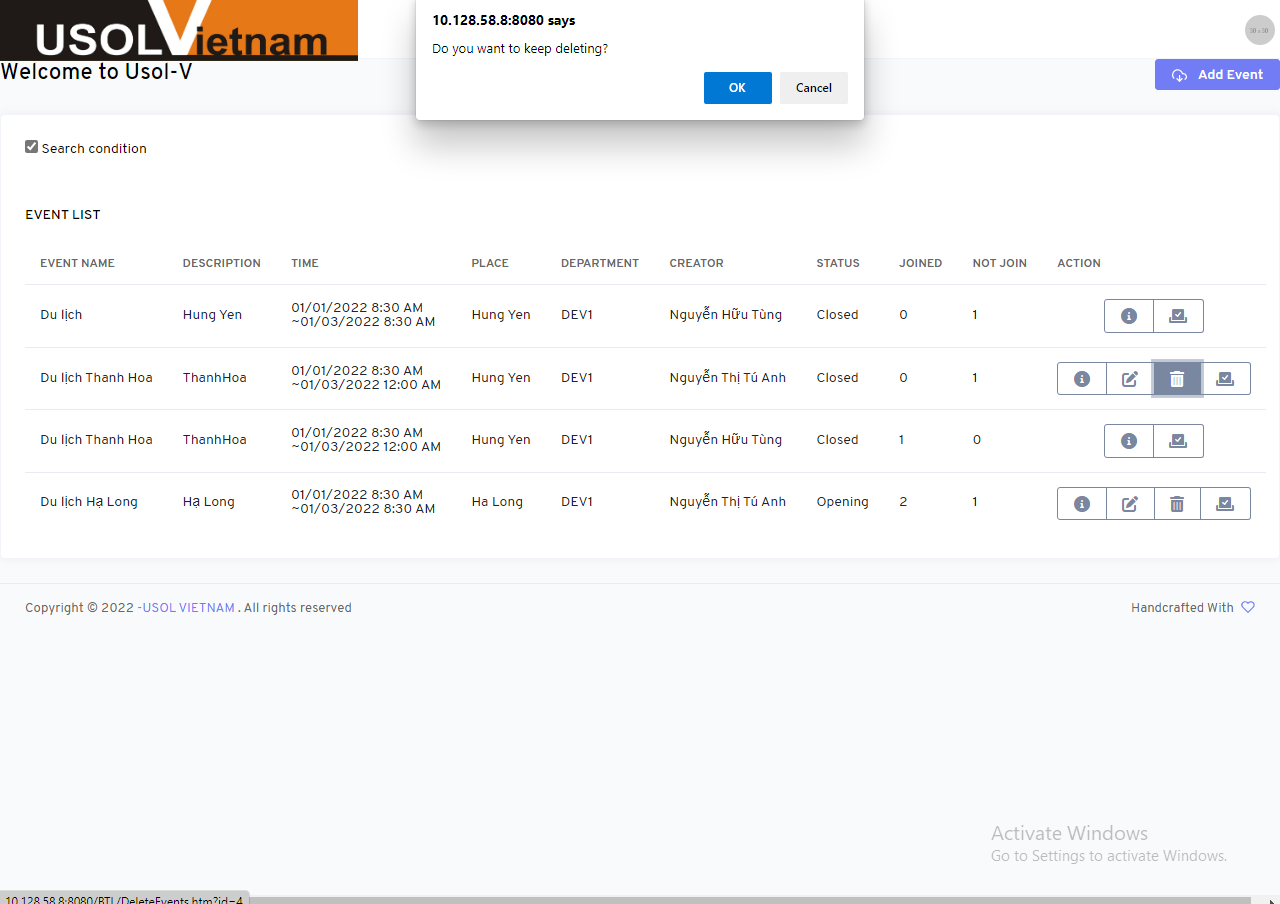 USOL Vietnam
10.128.58.8:8080 says
Do you want to keep deleting?
OK Cancel
Welcome to Usol-V
Add Event
Search condition
EVENT LIST
EVENT NAME DESCRIPTION TIME PLACE DEPARTMENT CREATOR STATUS JOINED NOT JOIN ACTION
Du lịch Hung Yen 01/01/2022 8:30 AM Hung Yen DEV1 Nguyễn Hữu Tùng Closed 0 1
~01/03/2022 8:30 AM
Du lịch Thanh Hoa ThanhHoa 01/01/2022 8:30 AM Hung Yen DEV1 Nguyễn Thị Tú Anh Closed 0 1
~01/03/2022 12:00 AM
Du lịch Thanh Hoa ThanhHoa 01/01/2022 8:30 AM Hung Yen DEV1 Nguyễn Hữu Tùng Closed 1 0
~01/03/2022 12:00 AM
Du lịch Hạ Long Hạ Long 01/01/2022 8:30 AM Ha Long DEV1 Nguyễn Thị Tú Anh Opening 2 1
~01/03/2022 8:30 AM
Copyright © 2022 -USOL VIETNAM . All rights reserved
Handcrafted With
Activate Windows
Go to Settings to activate Windows.
10.128.58.8:8080/BTL/DeleteEvents.htm?id=4